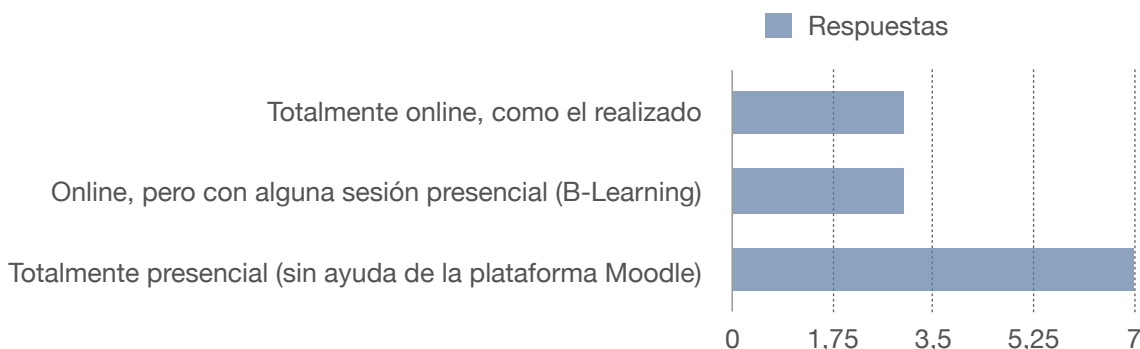 Respuestas
Totalmente online, como el realizado
Online, pero con alguna sesión presencial (B-Learning)
Totalmente presencial (sin ayuda de la plataforma Moodle)
0 1,75 3,5 5,25 7